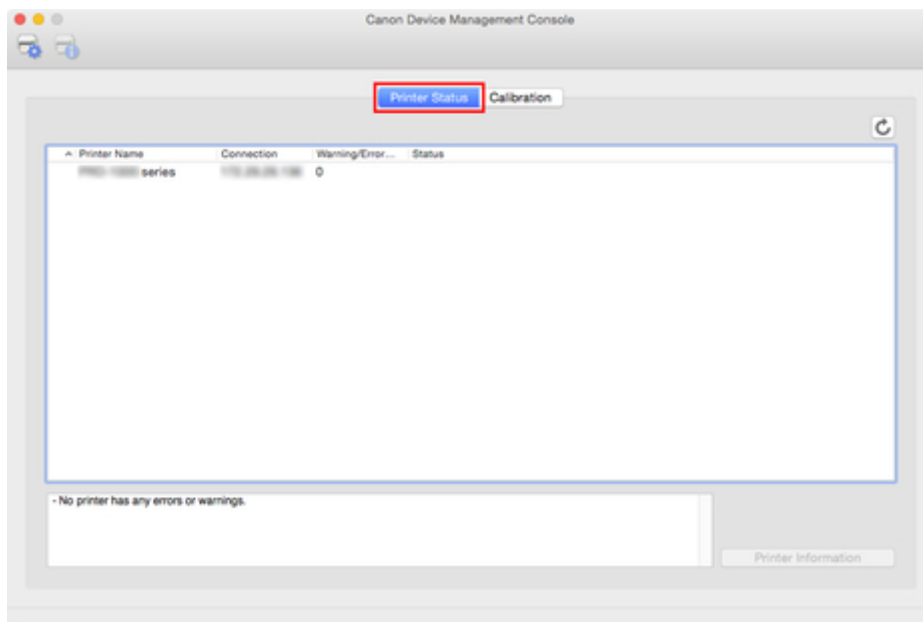 Canon Device Management Console
Printer Status Calibration
Printer Name Connection Warning/Error... Status
series 0
- No printer has any errors or warnings.
Printer Information